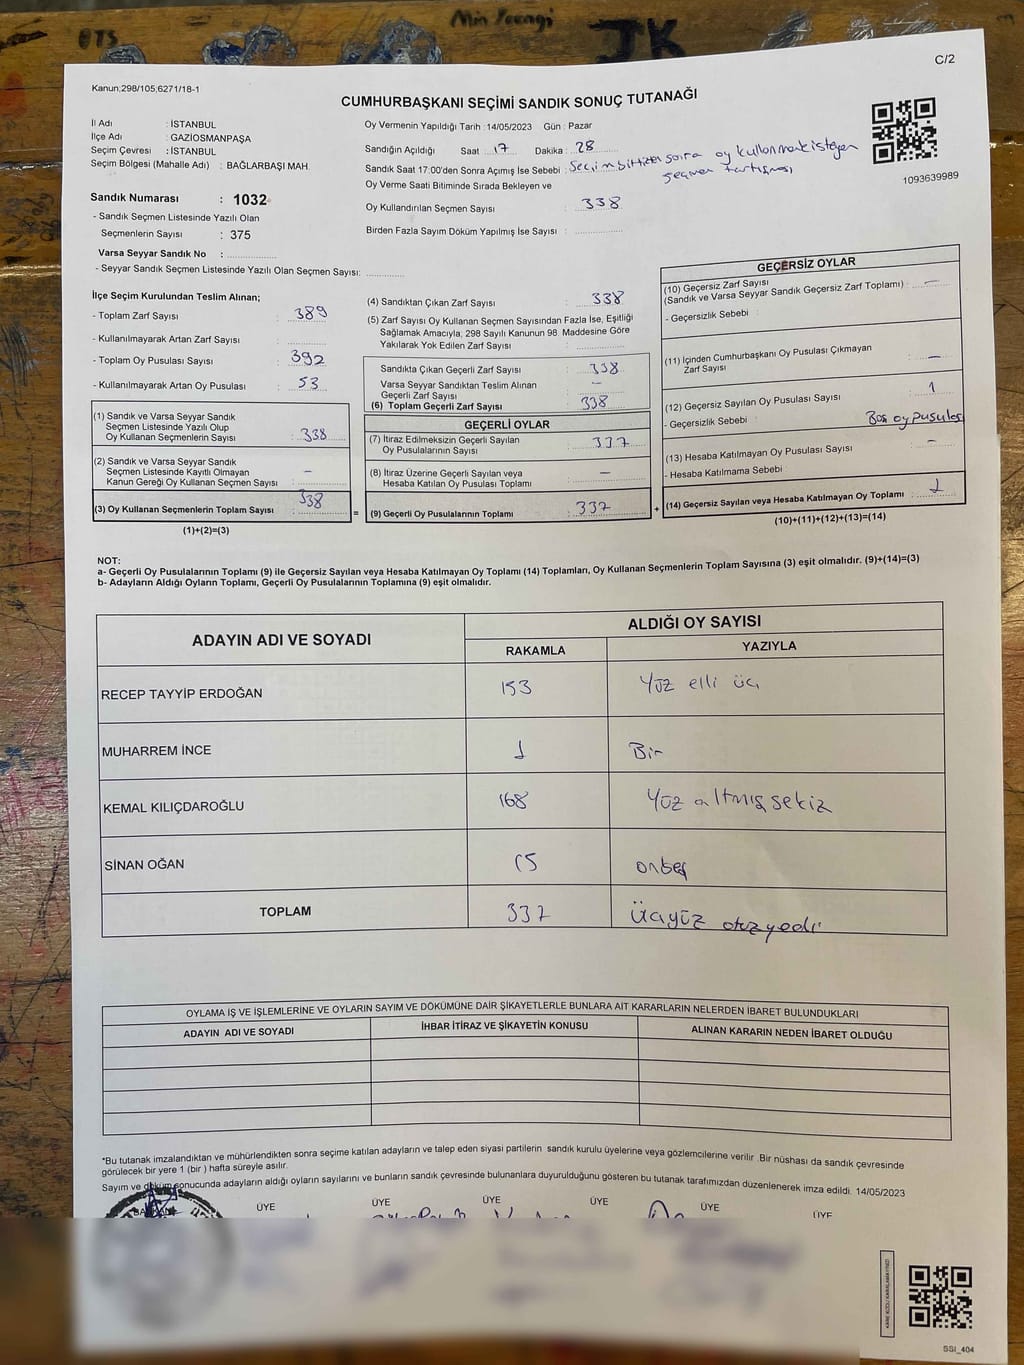 BTS
Min Yoongi
JK
C/2
Kanun;298/105;6271/18-1
CUMHURBAŞKANI SEÇİMİ SANDIK SONUÇ TUTANAĞI
İl Adı : İSTANBUL
İlçe Adı : GAZİOSMANPAŞA
Seçim Çevresi : İSTANBUL
Seçim Bölgesi (Mahalle Adı) : BAĞLARBAŞI MAH.
Sandık Numarası : 1032
- Sandık Seçmen Listesinde Yazılı Olan
Seçmenlerin Sayısı : 375
Varsa Seyyar Sandık No :
- Seyyar Sandık Seçmen Listesinde Yazılı Olan Seçmen Sayısı:
Oy Vermenin Yapıldığı Tarih : 14/05/2023 Gün : Pazar
Sandığın Açıldığı Saat 17 Dakika : 28
Sandık Saat 17:00'den Sonra Açımış İse Sebebi : Seçim bittikten sonra oy kullanmak isteyen
seçmen tartışması
Oy Verme Saati Bitiminde Sırada Bekleyen ve
Oy Kullandırılan Seçmen Sayısı : 338
Birden Fazla Sayım Döküm Yapılmış İse Sayısı :
1093639989
İlçe Seçim Kurulundan Teslim Alınan;
- Toplam Zarf Sayısı : 389
- Kullanılmayarak Artan Zarf Sayısı :
- Toplam Oy Pusulası Sayısı : 392
- Kullanılmayarak Artan Oy Pusulası : 53
(1) Sandık ve Varsa Seyyar Sandık
Seçmen Listesinde Yazılı Olup
Oy Kullanan Seçmenlerin Sayısı : 338
(2) Sandık ve Varsa Seyyar Sandık
Seçmen Listesinde Kayıtlı Olmayan
Kanun Gereği Oy Kullanan Seçmen Sayısı : –
(3) Oy Kullanan Seçmenlerin Toplam Sayısı : 338
(1)+(2)=(3)
(4) Sandıktan Çıkan Zarf Sayısı : 338
(5) Zarf Sayısı Oy Kullanan Seçmen Sayısından Fazla İse, Eşitliği
Sağlamak Amacıyla; 298 Sayılı Kanunun 98. Maddesine Göre
Yakılarak Yok Edilen Zarf Sayısı :
Sandıkta Çıkan Geçerli Zarf Sayısı : 338
Varsa Seyyar Sandıktan Teslim Alınan
Geçerli Zarf Sayısı : –
(6) Toplam Geçerli Zarf Sayısı : 338
GEÇERLİ OYLAR
(7) İtiraz Edilmeksizin Geçerli Sayılan
Oy Pusulalarının Sayısı : 337
(8) İtiraz Üzerine Geçerli Sayılan veya
Hesaba Katılan Oy Pusulası Toplamı : –
= (9) Geçerli Oy Pusulalarının Toplamı : 337
GEÇERSİZ OYLAR
(10) Geçersiz Zarf Sayısı
(Sandık ve Varsa Seyyar Sandık Geçersiz Zarf Toplamı) : –
- Geçersizlik Sebebi :
(11) İçinden Cumhurbaşkanı Oy Pusulası Çıkmayan
Zarf Sayısı : –
(12) Geçersiz Sayılan Oy Pusulası Sayısı : 1
- Geçersizlik Sebebi : Boş oy pusulası
(13) Hesaba Katılmayan Oy Pusulası Sayısı : –
- Hesaba Katılmama Sebebi :
+ (14) Geçersiz Sayılan veya Hesaba Katılmayan Oy Toplamı : 1
(10)+(11)+(12)+(13)=(14)
NOT:
a- Geçerli Oy Pusulalarının Toplamı (9) ile Geçersiz Sayılan veya Hesaba Katılmayan Oy Toplamı (14) Toplamları, Oy Kullanan Seçmenlerin Toplam Sayısına (3) eşit olmalıdır. (9)+(14)=(3)
b- Adayların Aldığı Oyların Toplamı, Geçerli Oy Pusulalarının Toplamına (9) eşit olmalıdır.
ADAYIN ADI VE SOYADI ALDIĞI OY SAYISI
RAKAMLA YAZIYLA
RECEP TAYYİP ERDOĞAN 153 Yüz elli üç
MUHARREM İNCE 1 Bir
KEMAL KILIÇDAROĞLU 168 Yüz altmış sekiz
SİNAN OĞAN 15 onbeş
TOPLAM 337 Üçyüz otuzyedi
OYLAMA İŞ VE İŞLEMLERİNE VE OYLARIN SAYIM VE DÖKÜMÜNE DAİR ŞİKAYETLERLE BUNLARA AİT KARARLARIN NELERDEN İBARET BULUNDUKLARI
ADAYIN ADI VE SOYADI İHBAR İTİRAZ VE ŞİKAYETİN KONUSU ALINAN KARARIN NEDEN İBARET OLDUĞU
*Bu tutanak imzalandıktan ve mühürlendikten sonra seçime katılan adayların ve talep eden siyasi partilerin sandık kurulu üyelerine veya gözlemcilerine verilir .Bir nüshası da sandık çevresinde
görülecek bir yere 1 (bir ) hafta süreyle asılır.
Sayım ve döküm sonucunda adayların aldığı oyların sayılarını ve bunların sandık çevresinde bulunanlara duyurulduğunu gösteren bu tutanak tarafımızdan düzenlenerek imza edildi. 14/05/2023
BAŞKAN ÜYE ÜYE ÜYE ÜYE ÜYE ÜYE
SSI_404